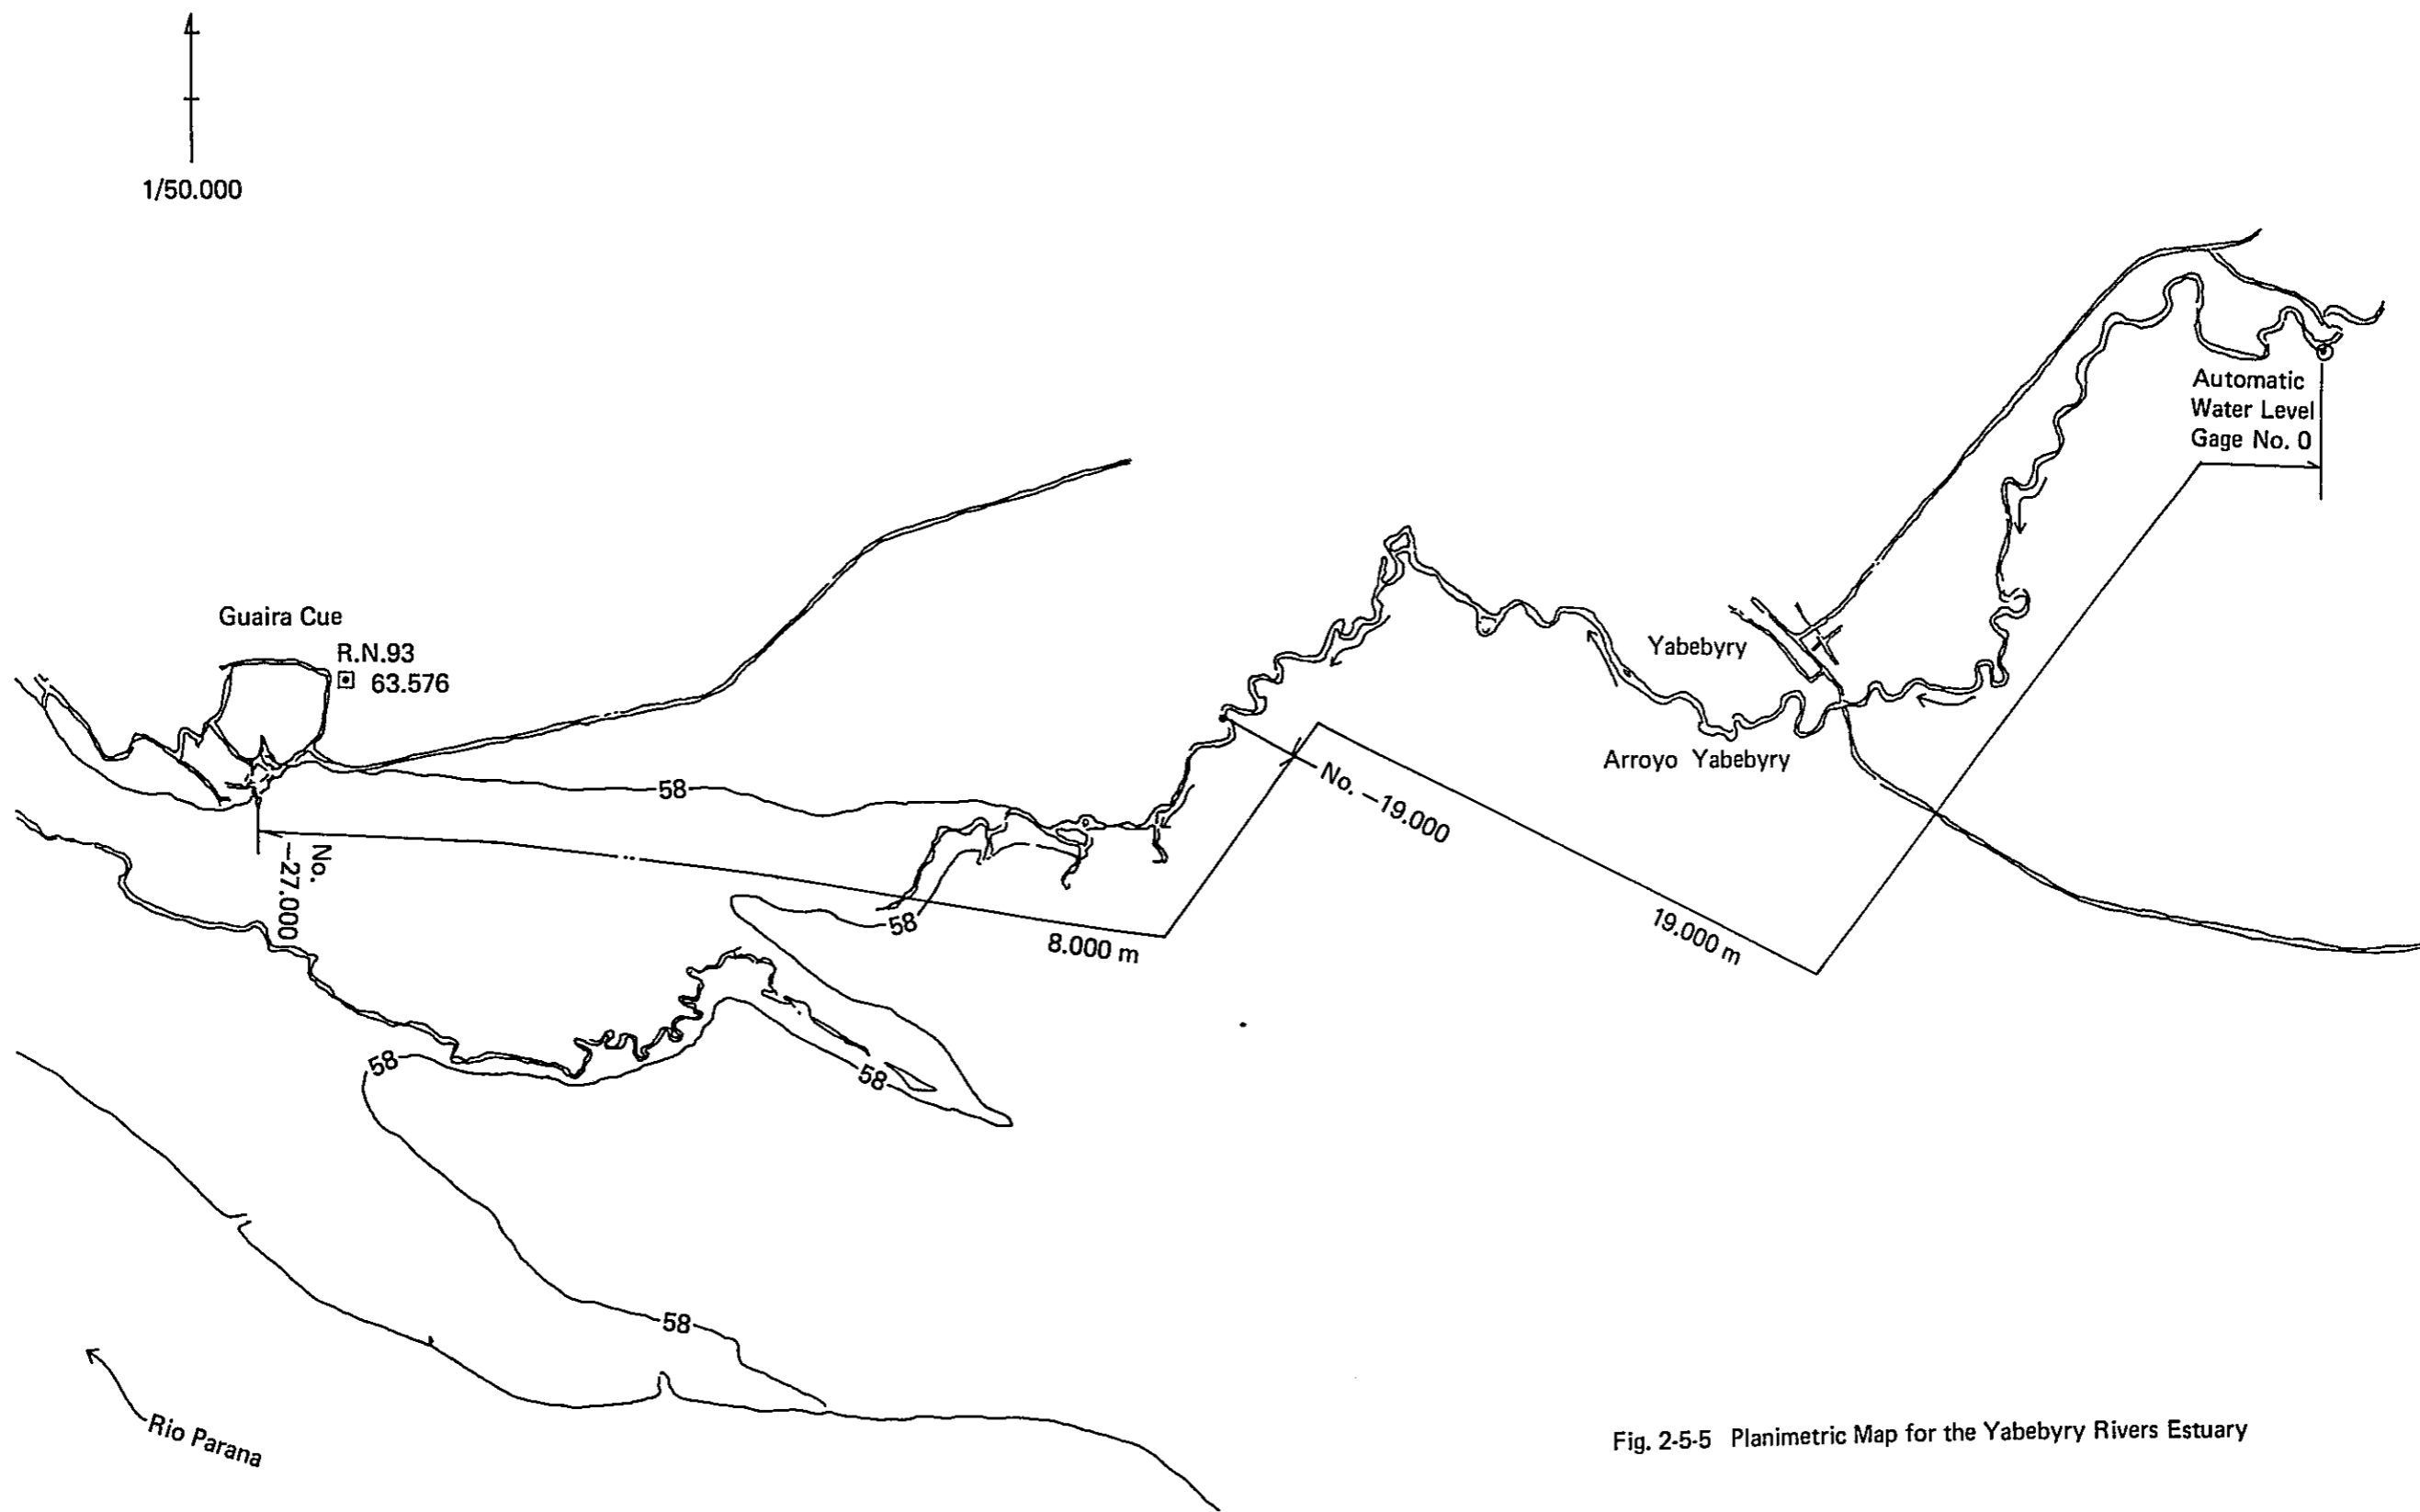 1/50.000
Automatic
Water Level
Gage No. 0
Guaira Cue
R.N.93
63.576
Yabebyry
Arroyo Yabebyry
58
No. −19.000
No.
−27.000
58
8.000 m
19.000 m
58
58
58
Rio Parana
Fig. 2-5-5 Planimetric Map for the Yabebyry Rivers Estuary